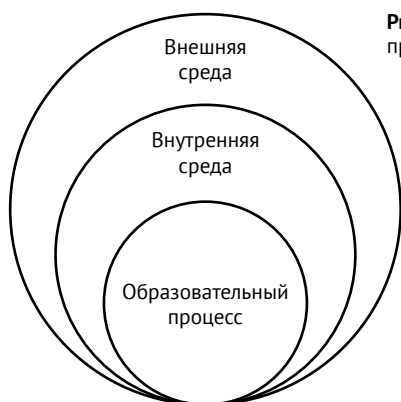 Внешняя
среда
Внутренняя
среда
Образовательный
процесс